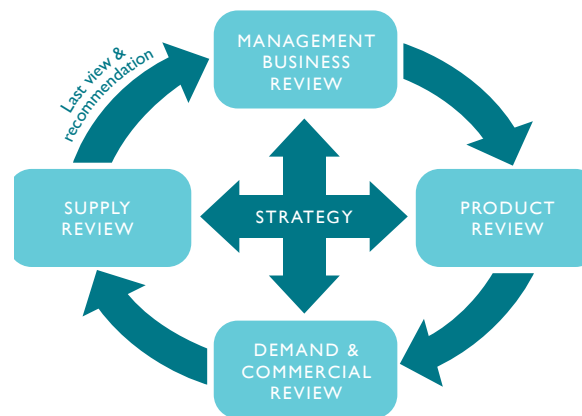 MANAGEMENT
BUSINESS
REVIEW
Last view &
recommendation
SUPPLY
REVIEW
STRATEGY
PRODUCT
REVIEW
DEMAND &
COMMERCIAL
REVIEW